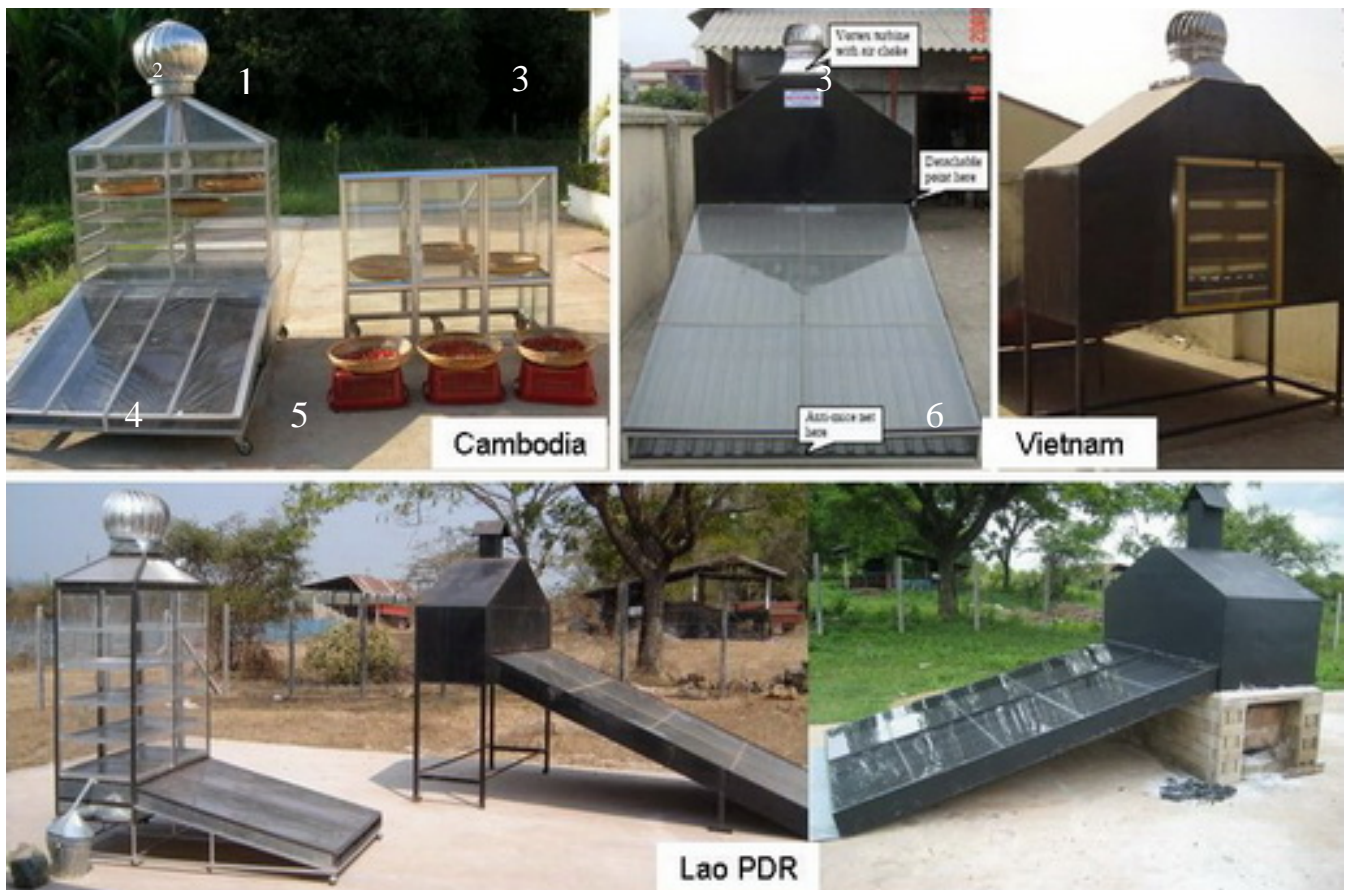 2
1
3
Vortex turbine
with air choke
3
Detachable
point here
4
5
Anti-mice net
here
6
Cambodia
Vietnam
Lao PDR